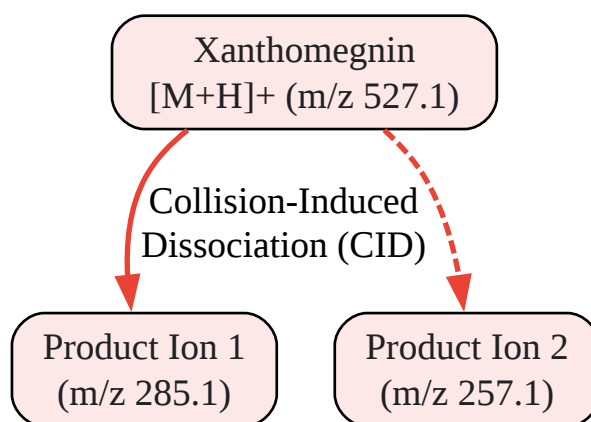 Xanthomegnin
[M+H]+ (m/z 527.1)
Collision-Induced
Dissociation (CID)
Product Ion 1
(m/z 285.1)
Product Ion 2
(m/z 257.1)